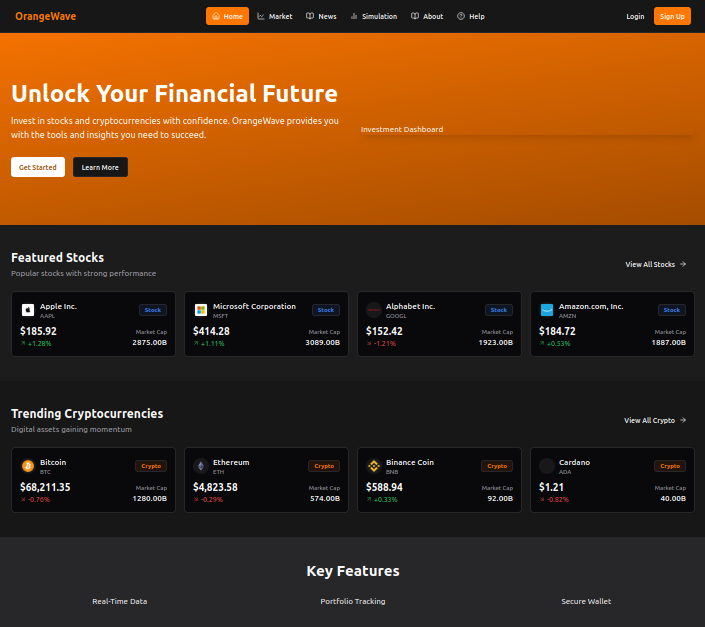 OrangeWave
Home
Market
News
Simulation
About
Help
Login
Sign Up
Unlock Your Financial Future
Invest in stocks and cryptocurrencies with confidence. OrangeWave provides you
with the tools and insights you need to succeed.
Get Started
Learn More
Investment Dashboard
Featured Stocks
Popular stocks with strong performance
View All Stocks
Apple Inc.
AAPL
Stock
$185.92
+1.28%
Market Cap
2875.00B
Microsoft Corporation
MSFT
Stock
$414.28
+1.11%
Market Cap
3089.00B
Alphabet Inc.
GOOGL
Stock
$152.42
-1.21%
Market Cap
1923.00B
Amazon.com, Inc.
AMZN
Stock
$184.72
+0.53%
Market Cap
1887.00B
Trending Cryptocurrencies
Digital assets gaining momentum
View All Crypto
Bitcoin
BTC
Crypto
$68,211.35
-0.76%
Market Cap
1280.00B
Ethereum
ETH
Crypto
$4,823.58
-0.29%
Market Cap
574.00B
Binance Coin
BNB
Crypto
$588.94
+0.33%
Market Cap
92.00B
Cardano
ADA
Crypto
$1.21
-0.82%
Market Cap
40.00B
Key Features
Real-Time Data
Portfolio Tracking
Secure Wallet